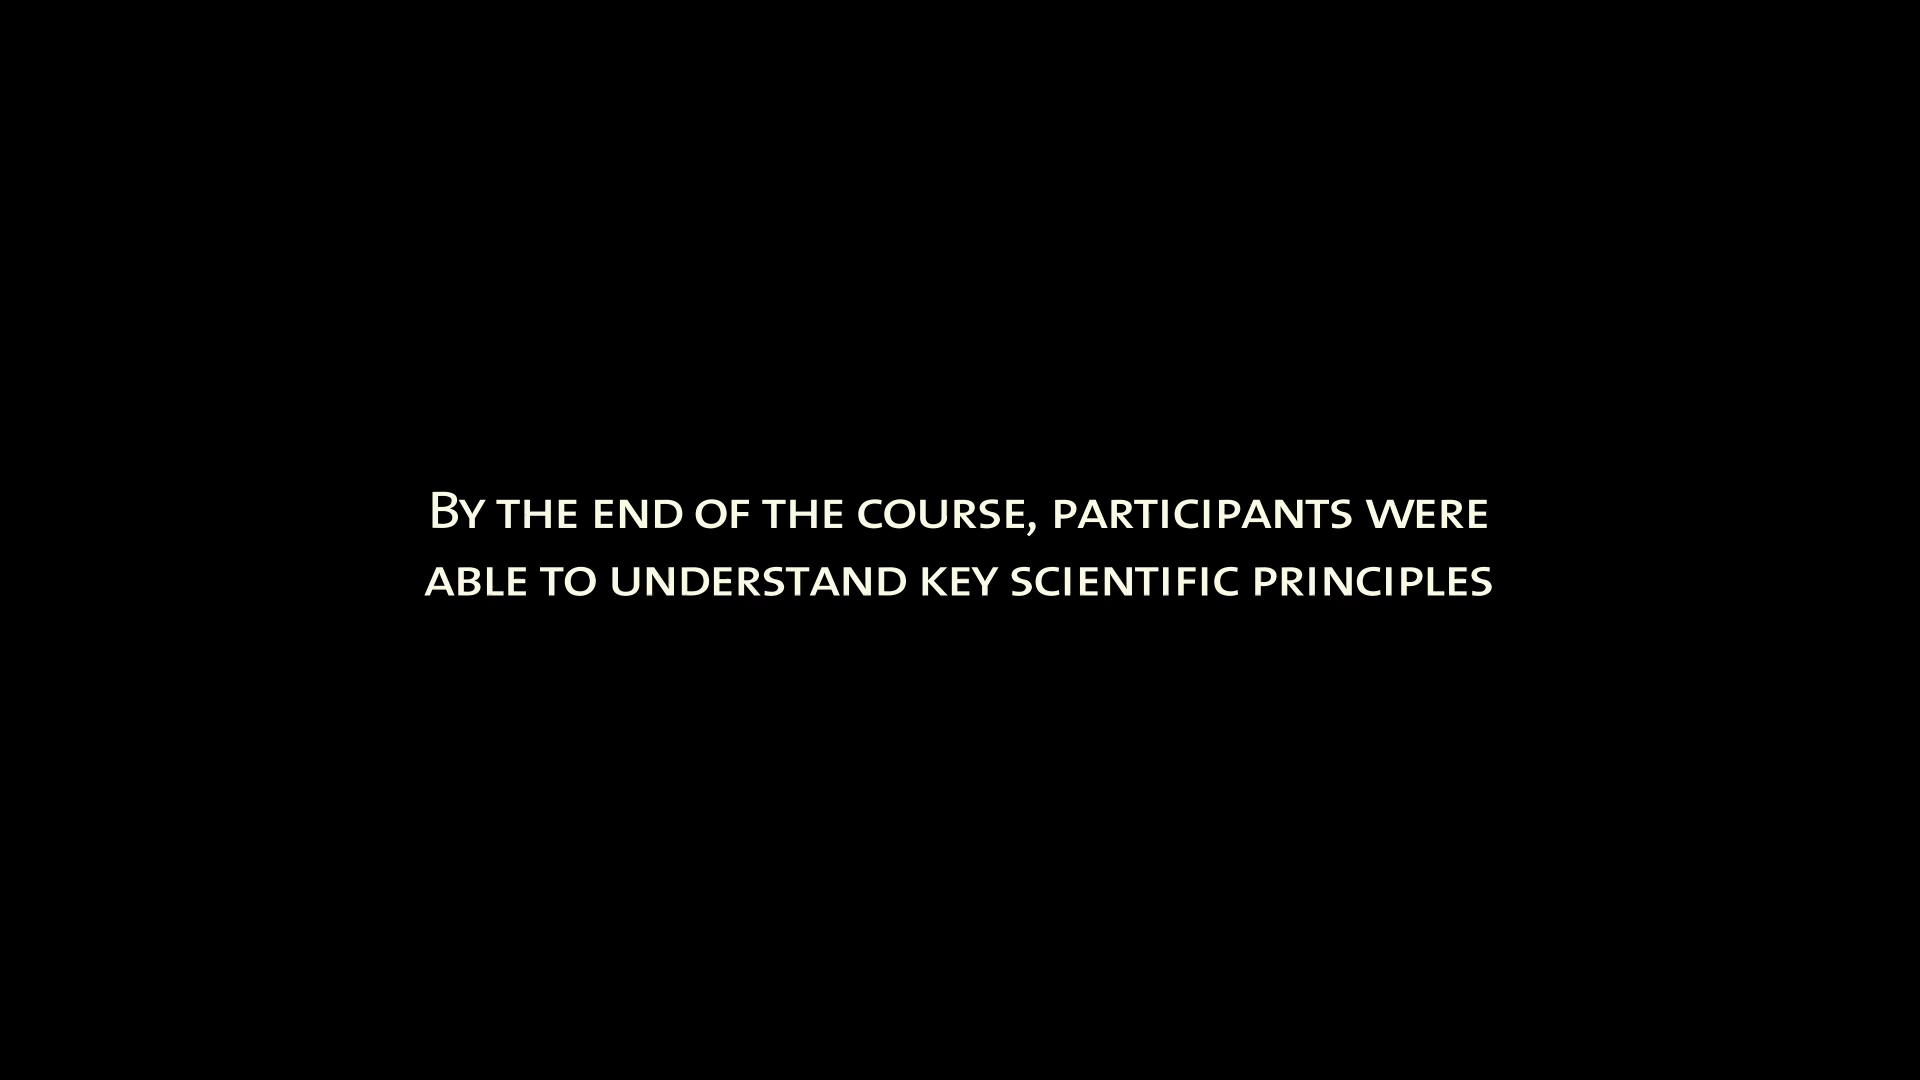 By the end of the course, participants were
able to understand key scientific principles